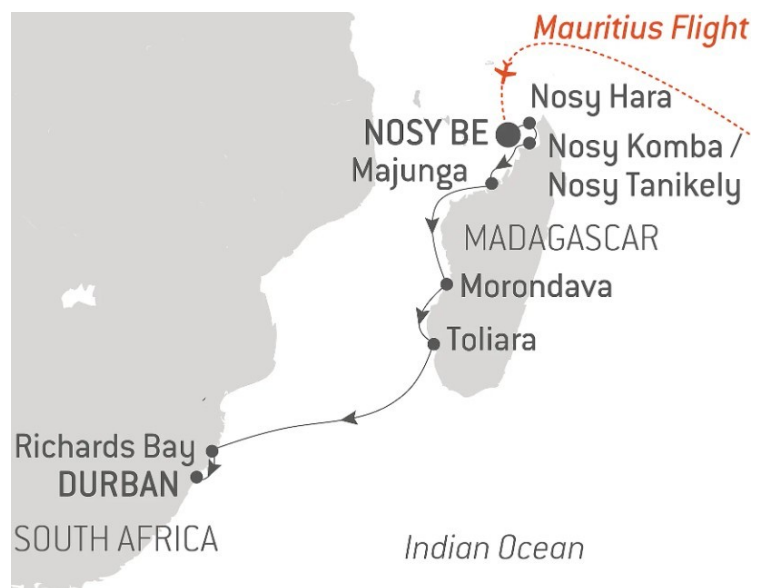 Mauritius Flight
Nosy Hara
NOSY BE
Nosy Komba /
Nosy Tanikely
Majunga
MADAGASCAR
Morondava
Toliara
Richards Bay
DURBAN
SOUTH AFRICA
Indian Ocean